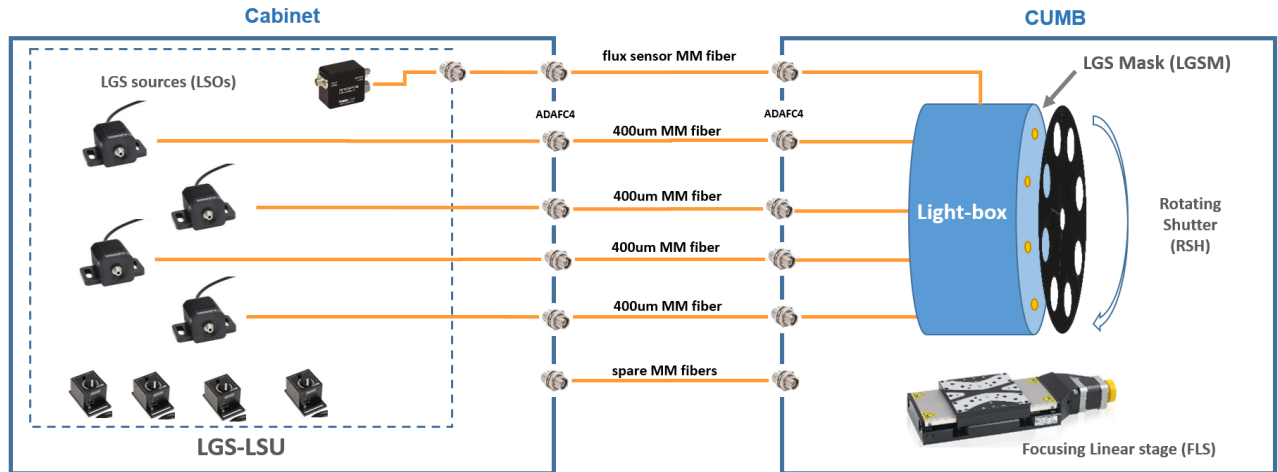 Cabinet
CUMB
flux sensor MM fiber
LGS sources (LSOs)
LGS Mask (LGSM)
ADAFC4
ADAFC4
400um MM fiber
400um MM fiber
Light-box
Rotating
Shutter
(RSH)
400um MM fiber
400um MM fiber
spare MM fibers
LGS-LSU
Focusing Linear stage (FLS)